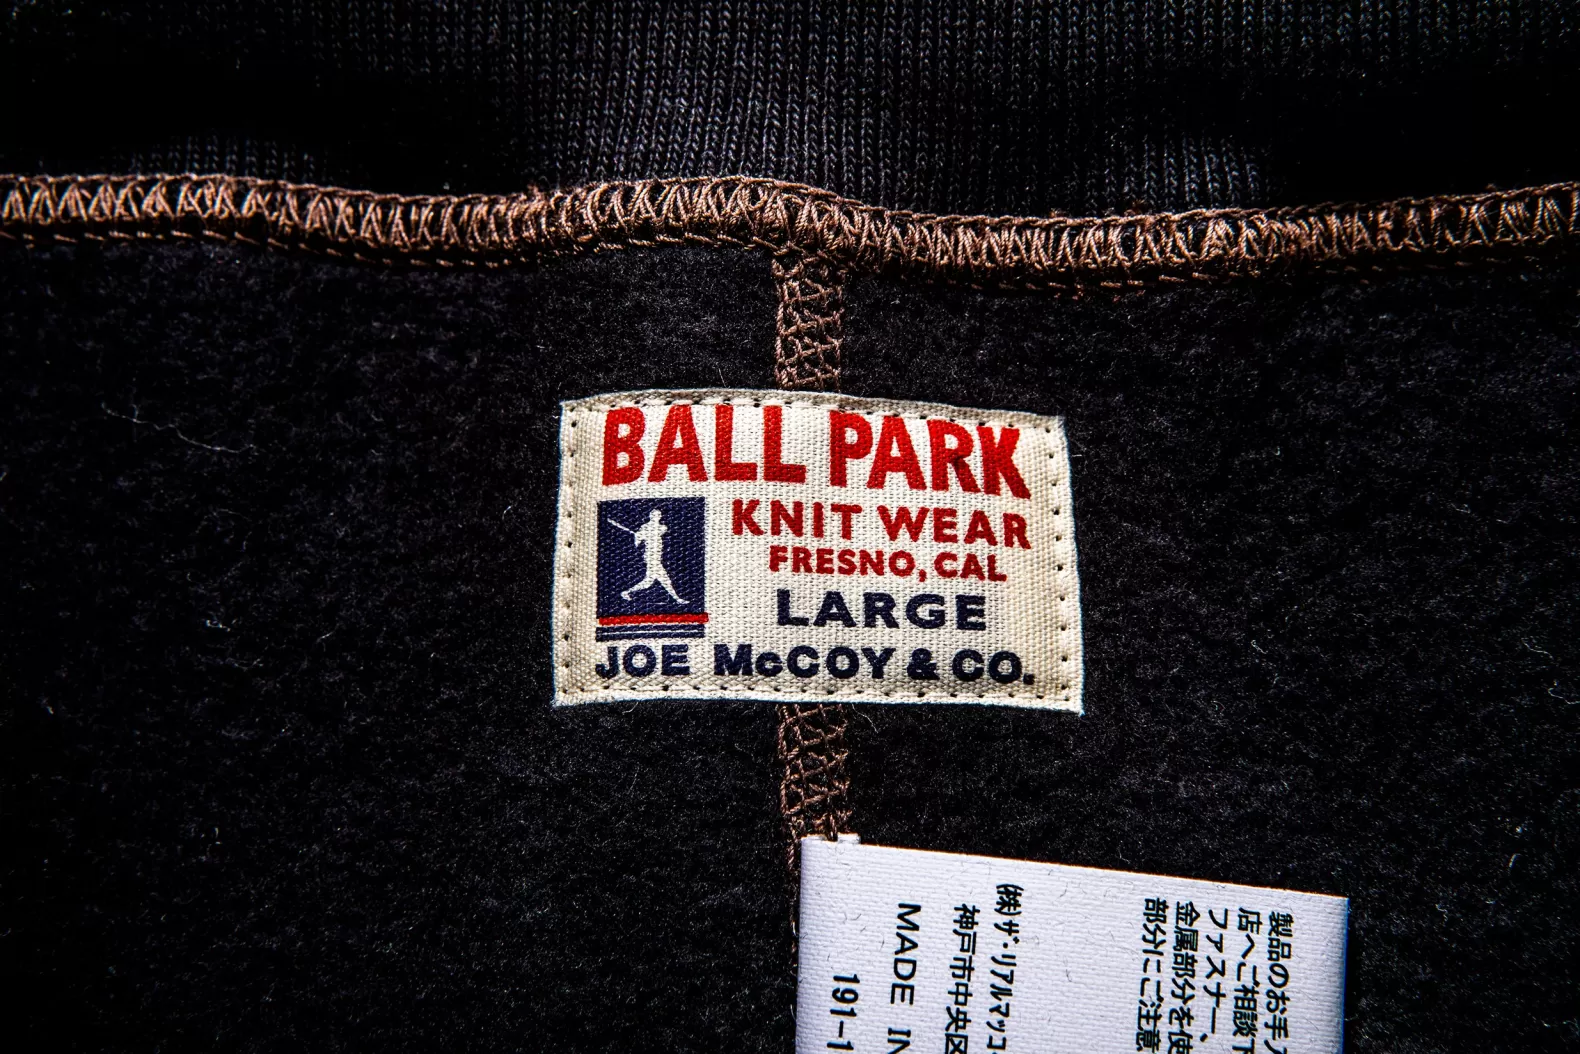 BALL PARK
KNIT WEAR
FRESNO, CAL
LARGE
JOE McCOY & CO.
製品のお手入
店へご相談下
ファスナー、
金属部分を使
部分にご注意
(株)ザ・リアルマッコー
神戸市中央区
MADE IN
191-1